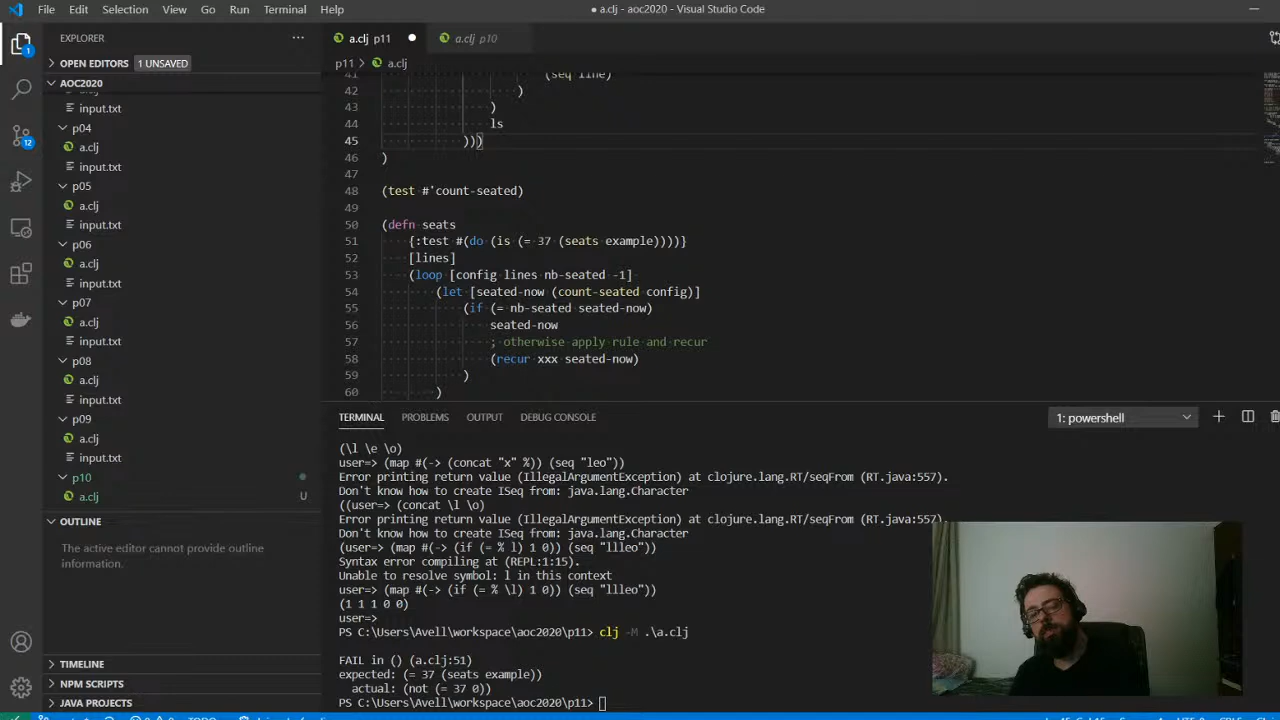 File Edit Selection View Go Run Terminal Help
● a.clj - aoc2020 - Visual Studio Code
EXPLORER
OPEN EDITORS 1 UNSAVED
AOC2020
input.txt
p04
a.clj
input.txt
p05
a.clj
input.txt
p06
a.clj
input.txt
p07
a.clj
input.txt
p08
a.clj
input.txt
p09
a.clj
input.txt
p10
a.clj U
OUTLINE
The active editor cannot provide outline
information.
TIMELINE
NPM SCRIPTS
JAVA PROJECTS
1
12
a.clj p11
a.clj p10
p11 > a.clj
41 (seq line)
42 )
43 )
44 ls
45 )))
46 )
47
48 (test #'count-seated)
49
50 (defn seats
51 {:test #(do (is (= 37 (seats example))))}
52 [lines]
53 (loop [config lines nb-seated -1]
54 (let [seated-now (count-seated config)]
55 (if (= nb-seated seated-now)
56 seated-now
57 ; otherwise apply rule and recur
58 (recur xxx seated-now)
59 )
60 )
TERMINAL PROBLEMS OUTPUT DEBUG CONSOLE
1: powershell
(\l \e \o)
user=> (map #(-> (concat "x" %)) (seq "leo"))
Error printing return value (IllegalArgumentException) at clojure.lang.RT/seqFrom (RT.java:557).
Don't know how to create ISeq from: java.lang.Character
((user=> (concat \l \o)
Error printing return value (IllegalArgumentException) at clojure.lang.RT/seqFrom (RT.java:557).
Don't know how to create ISeq from: java.lang.Character
(user=> (map #(-> (if (= % l) 1 0)) (seq "llleo"))
Syntax error compiling at (REPL:1:15).
Unable to resolve symbol: l in this context
user=> (map #(-> (if (= % \l) 1 0)) (seq "llleo"))
(1 1 1 0 0)
user=>
PS C:\Users\Avell\workspace\aoc2020\p11> clj -M .\a.clj
FAIL in () (a.clj:51)
expected: (= 37 (seats example))
actual: (not (= 37 0))
PS C:\Users\Avell\workspace\aoc2020\p11>